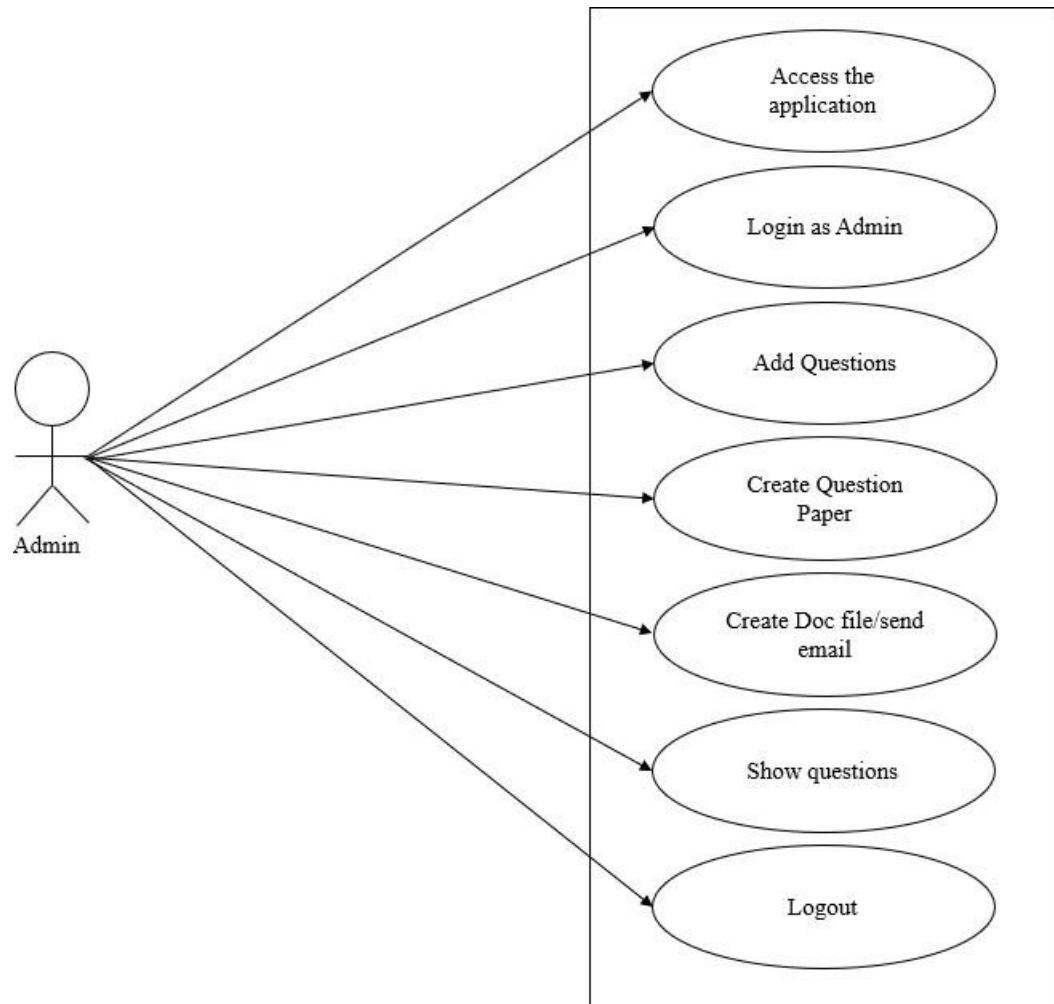 Access the
application
Login as Admin
Add Questions
Create Question
Paper
Admin
Create Doc file/send
email
Show questions
Logout